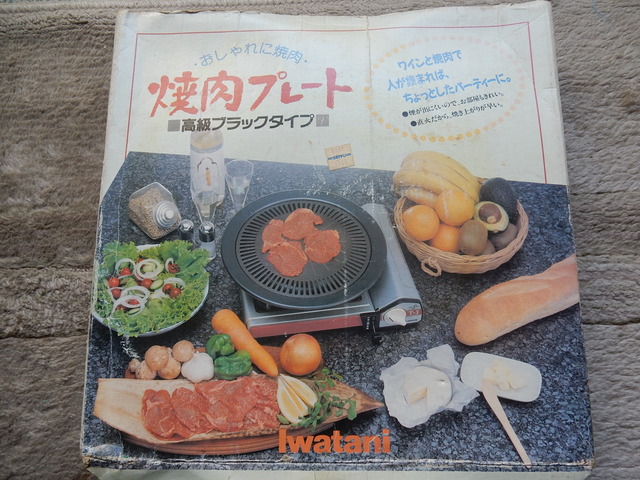 ・おしゃれに焼肉・
焼肉プレート
■高級ブラックタイプ■
ワインと焼肉で
人が集まれば、
ちょっとしたパーティーに。
●煙が出にくいので、お部屋もきれい。
●直火だから、焼き上がりが早い。
Iwatani